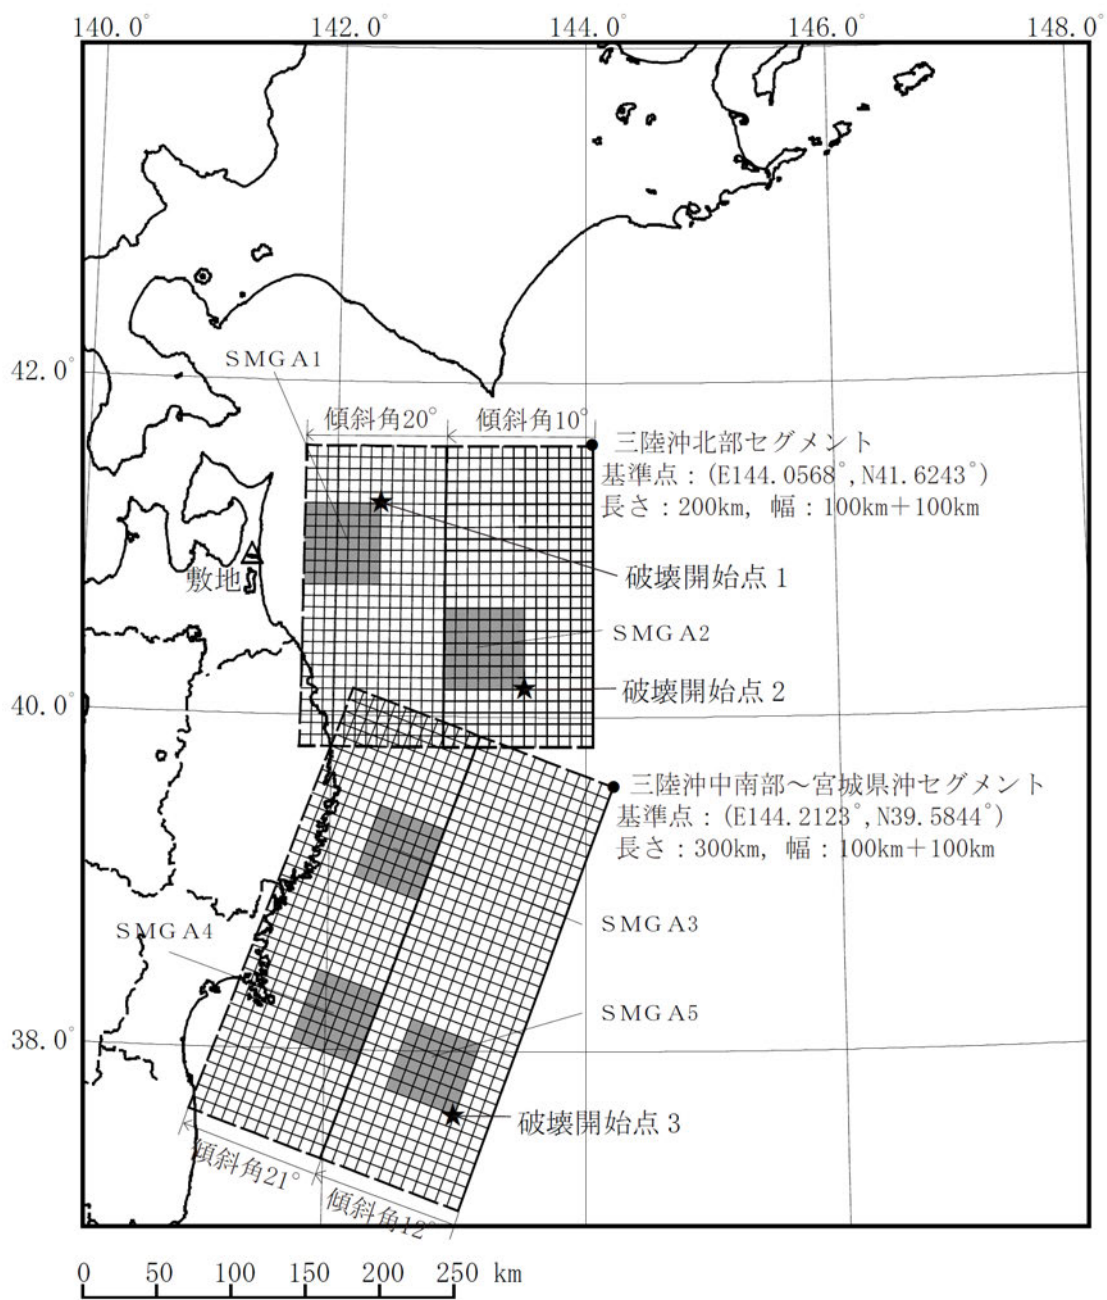 140.0° 142.0° 144.0° 146.0° 148.0°
SMGA1
42.0°
傾斜角20° 傾斜角10°
三陸沖北部セグメント
基準点：(E144.0568°,N41.6243°)
長さ：200km, 幅：100km＋100km
敷地
破壊開始点1
SMGA2
破壊開始点2
40.0°
三陸沖中南部～宮城県沖セグメント
基準点：(E144.2123°,N39.5844°)
長さ：300km, 幅：100km＋100km
SMGA3
SMGA4
SMGA5
38.0°
破壊開始点3
傾斜角21°
傾斜角12°
0 50 100 150 200 250 km